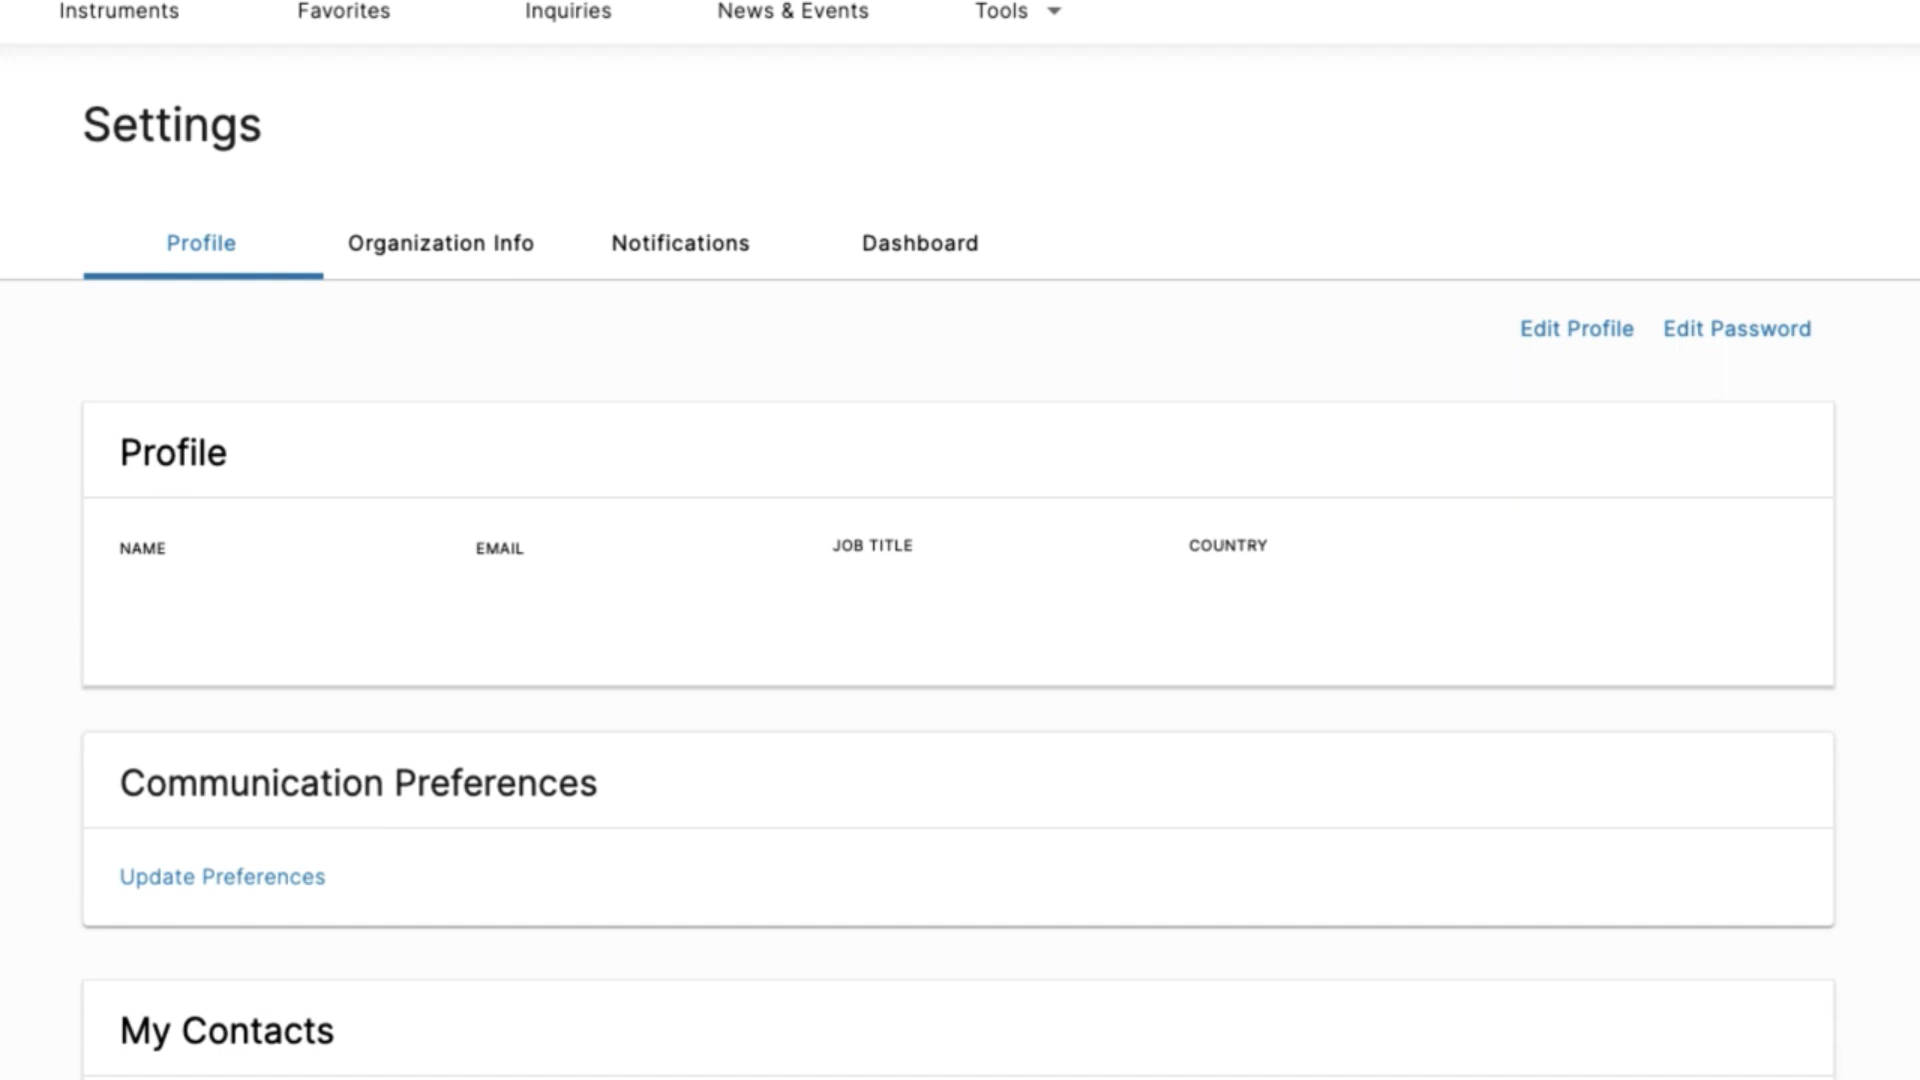 Instruments Favorites Inquiries News & Events Tools
Settings
Profile Organization Info Notifications Dashboard
Edit Profile Edit Password
Profile
NAME EMAIL JOB TITLE COUNTRY
Communication Preferences
Update Preferences
My Contacts